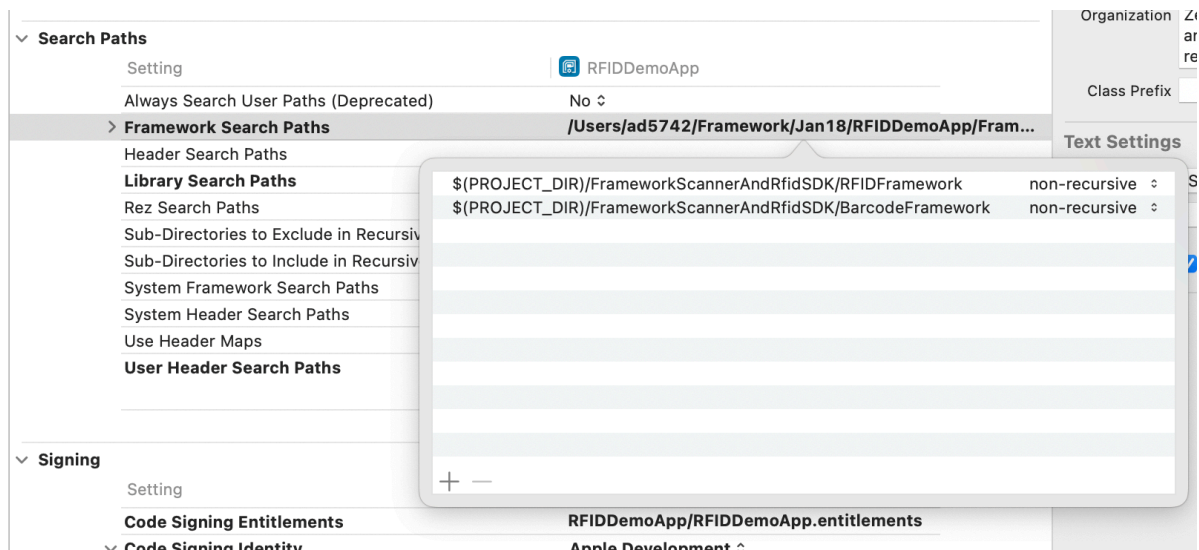 Search Paths
Setting RFIDDemoApp
Always Search User Paths (Deprecated) No
Framework Search Paths /Users/ad5742/Framework/Jan18/RFIDDemoApp/Fram...
Header Search Paths
Library Search Paths
Rez Search Paths
Sub-Directories to Exclude in Recursiv
Sub-Directories to Include in Recursiv
System Framework Search Paths
System Header Search Paths
Use Header Maps
User Header Search Paths
$(PROJECT_DIR)/FrameworkScannerAndRfidSDK/RFIDFramework non-recursive
$(PROJECT_DIR)/FrameworkScannerAndRfidSDK/BarcodeFramework non-recursive
Signing
Setting
Code Signing Entitlements RFIDDemoApp/RFIDDemoApp.entitlements
Code Signing Identity Apple Development
Organization
Class Prefix
Text Settings